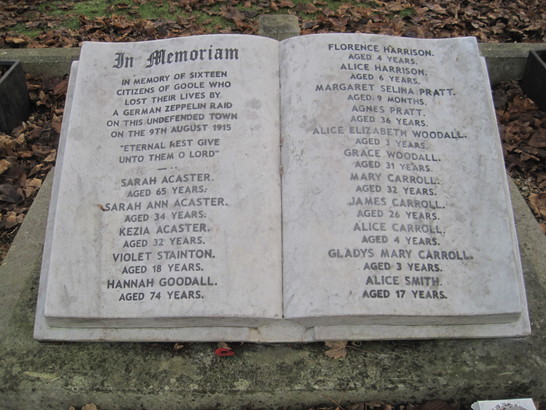 In Memoriam
IN MEMORY OF SIXTEEN
CITIZENS OF GOOLE WHO
LOST THEIR LIVES BY
A GERMAN ZEPPELIN RAID
ON THIS UNDEFENDED TOWN
ON THE 9TH AUGUST 1915
"ETERNAL REST GIVE
UNTO THEM O LORD"
SARAH ACASTER.
AGED 65 YEARS.
SARAH ANN ACASTER.
AGED 34 YEARS.
KEZIA ACASTER.
AGED 32 YEARS.
VIOLET STAINTON.
AGED 18 YEARS.
HANNAH GOODALL.
AGED 74 YEARS.
FLORENCE HARRISON.
AGED 4 YEARS.
ALICE HARRISON.
AGED 6 YEARS.
MARGARET SELINA PRATT.
AGED 9 MONTHS.
AGNES PRATT.
AGED 36 YEARS.
ALICE ELIZABETH WOODALL.
AGED 3 YEARS.
GRACE WOODALL.
AGED 31 YEARS.
MARY CARROLL.
AGED 32 YEARS.
JAMES CARROLL.
AGED 26 YEARS.
ALICE CARROLL.
AGED 4 YEARS.
GLADYS MARY CARROLL.
AGED 3 YEARS.
ALICE SMITH.
AGED 17 YEARS.